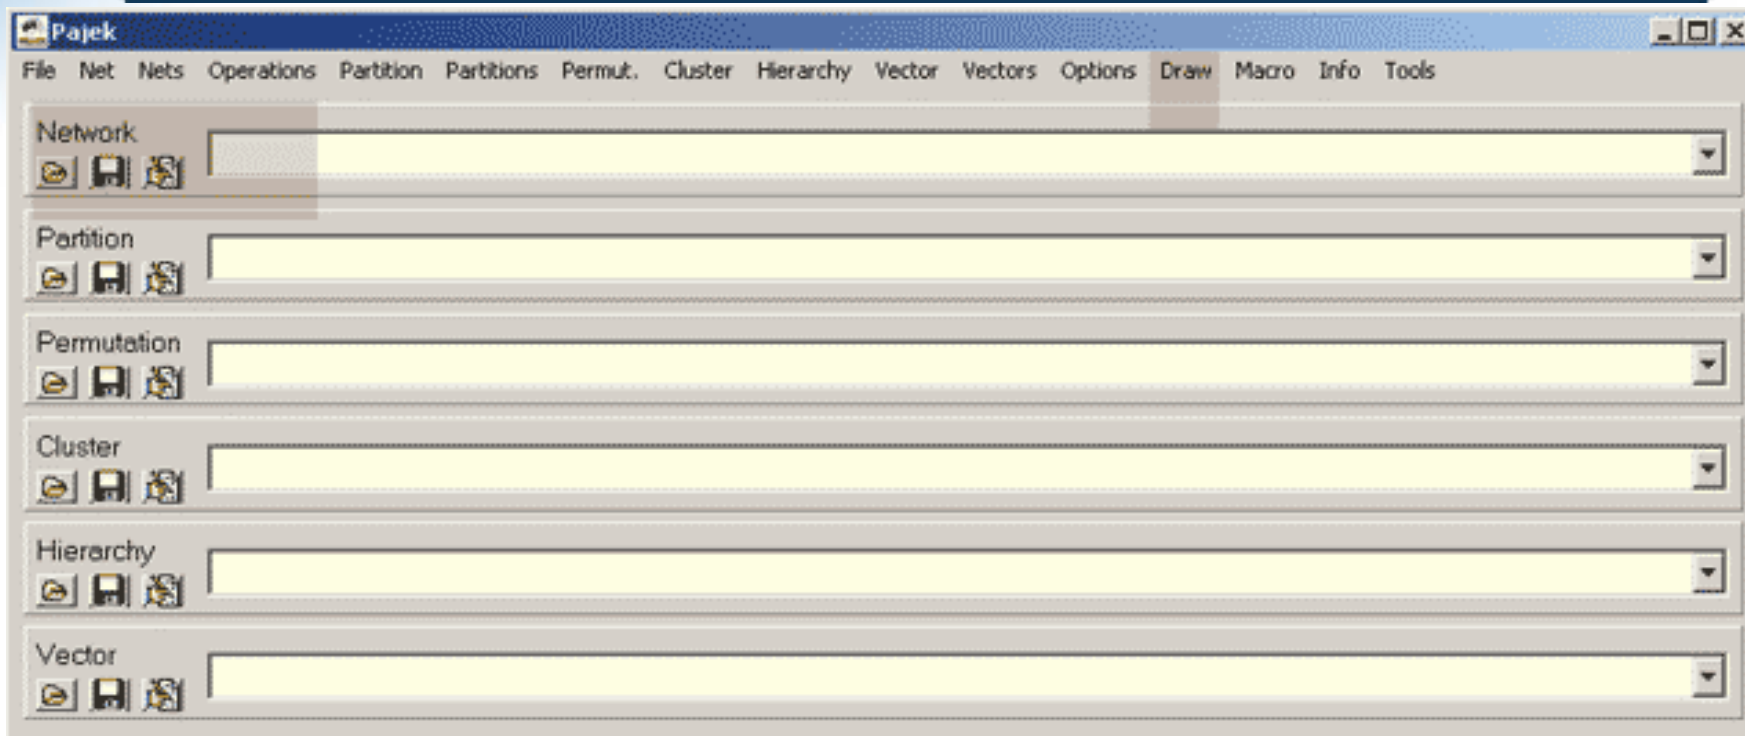 Pajek
File Net Nets Operations Partition Partitions Permut. Cluster Hierarchy Vector Vectors Options Draw Macro Info Tools
Network
Partition
Permutation
Cluster
Hierarchy
Vector